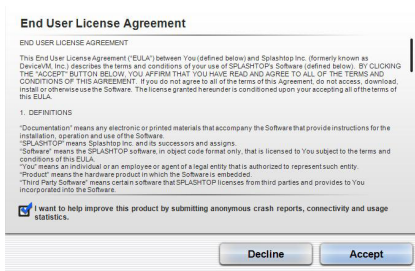 End User License Agreement
END USER LICENSE AGREEMENT
This End User License Agreement ("EULA") between You (defined below) and Splashtop Inc. (formerly known as
DeviceVM, Inc.) describes the terms and conditions of your use of SPLASHTOP's Software (defined below). BY CLICKING
THE "ACCEPT" BUTTON BELOW, YOU AFFIRM THAT YOU HAVE READ AND AGREE TO ALL OF THE TERMS AND
CONDITIONS OF THIS AGREEMENT. If you do not agree to all of the terms of this Agreement, do not access, download,
install or otherwise use the Software. The license granted hereunder is conditioned upon your accepting all of the terms of
this EULA.
1. DEFINITIONS
"Documentation" means any electronic or printed materials that accompany the Software that provide instructions for the
installation, operation and use of the Software.
"SPLASHTOP" means Splashtop Inc. and its successors and assigns.
"Software" means the SPLASHTOP software, in object code format only, that is licensed to You subject to the terms and
conditions of this EULA.
"You" means an individual or an employee or agent of a legal entity that is authorized to represent such entity.
"Product" means the hardware product in which the Software is embedded.
"Third Party Software" means certain software that SPLASHTOP licenses from third parties and provides to You
incorporated into the Software.
I want to help improve this product by submitting anonymous crash reports, connectivity and usage
statistics.
Decline
Accept